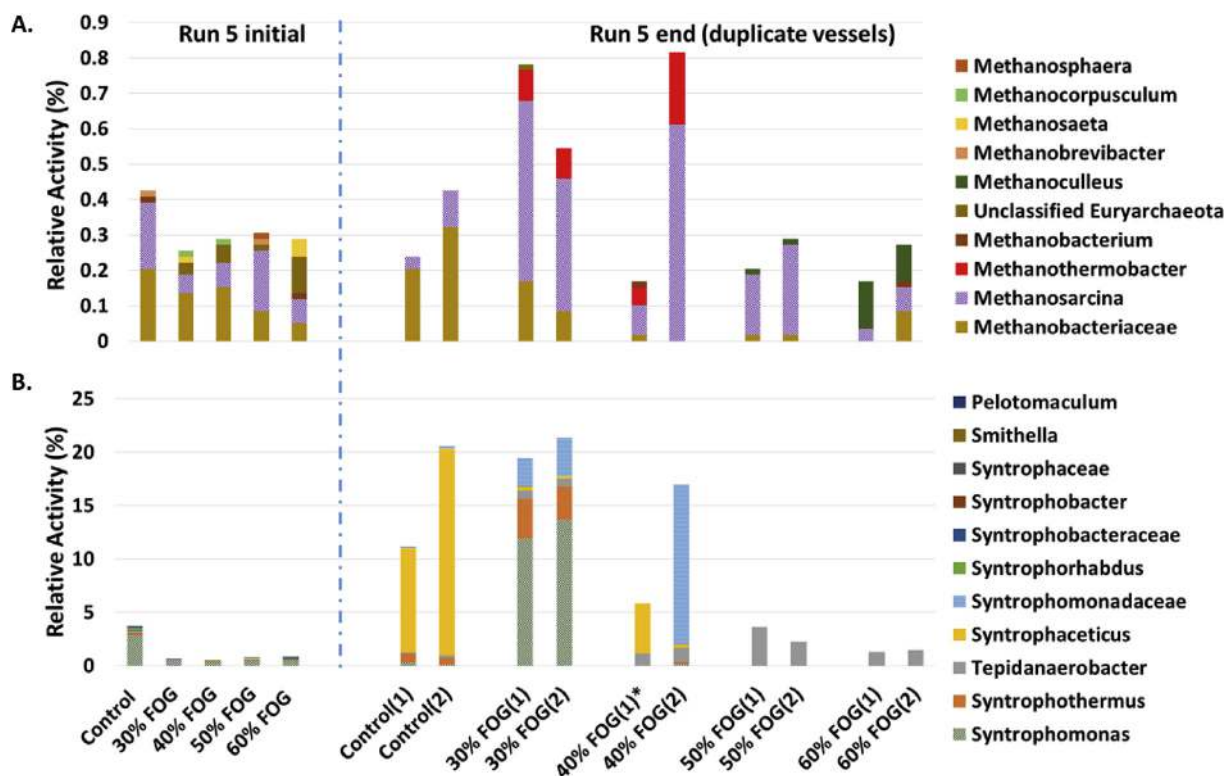 A.
Run 5 initial
Run 5 end (duplicate vessels)
Relative Activity (%)
0.9
0.8
0.7
0.6
0.5
0.4
0.3
0.2
0.1
0
Methanosphaera
Methanocorpusculum
Methanosaeta
Methanobrevibacter
Methanoculleus
Unclassified Euryarchaeota
Methanobacterium
Methanothermobacter
Methanosarcina
Methanobacteriaceae
B.
Relative Activity (%)
25
20
15
10
5
0
Pelotomaculum
Smithella
Syntrophaceae
Syntrophobacter
Syntrophobacteraceae
Syntrophorhabdus
Syntrophomonadaceae
Syntrophaceticus
Tepidanaerobacter
Syntrophothermus
Syntrophomonas
Control
30% FOG
40% FOG
50% FOG
60% FOG
Control(1)
Control(2)
30% FOG(1)
30% FOG(2)
40% FOG(1)*
40% FOG(2)
50% FOG(1)
50% FOG(2)
60% FOG(1)
60% FOG(2)